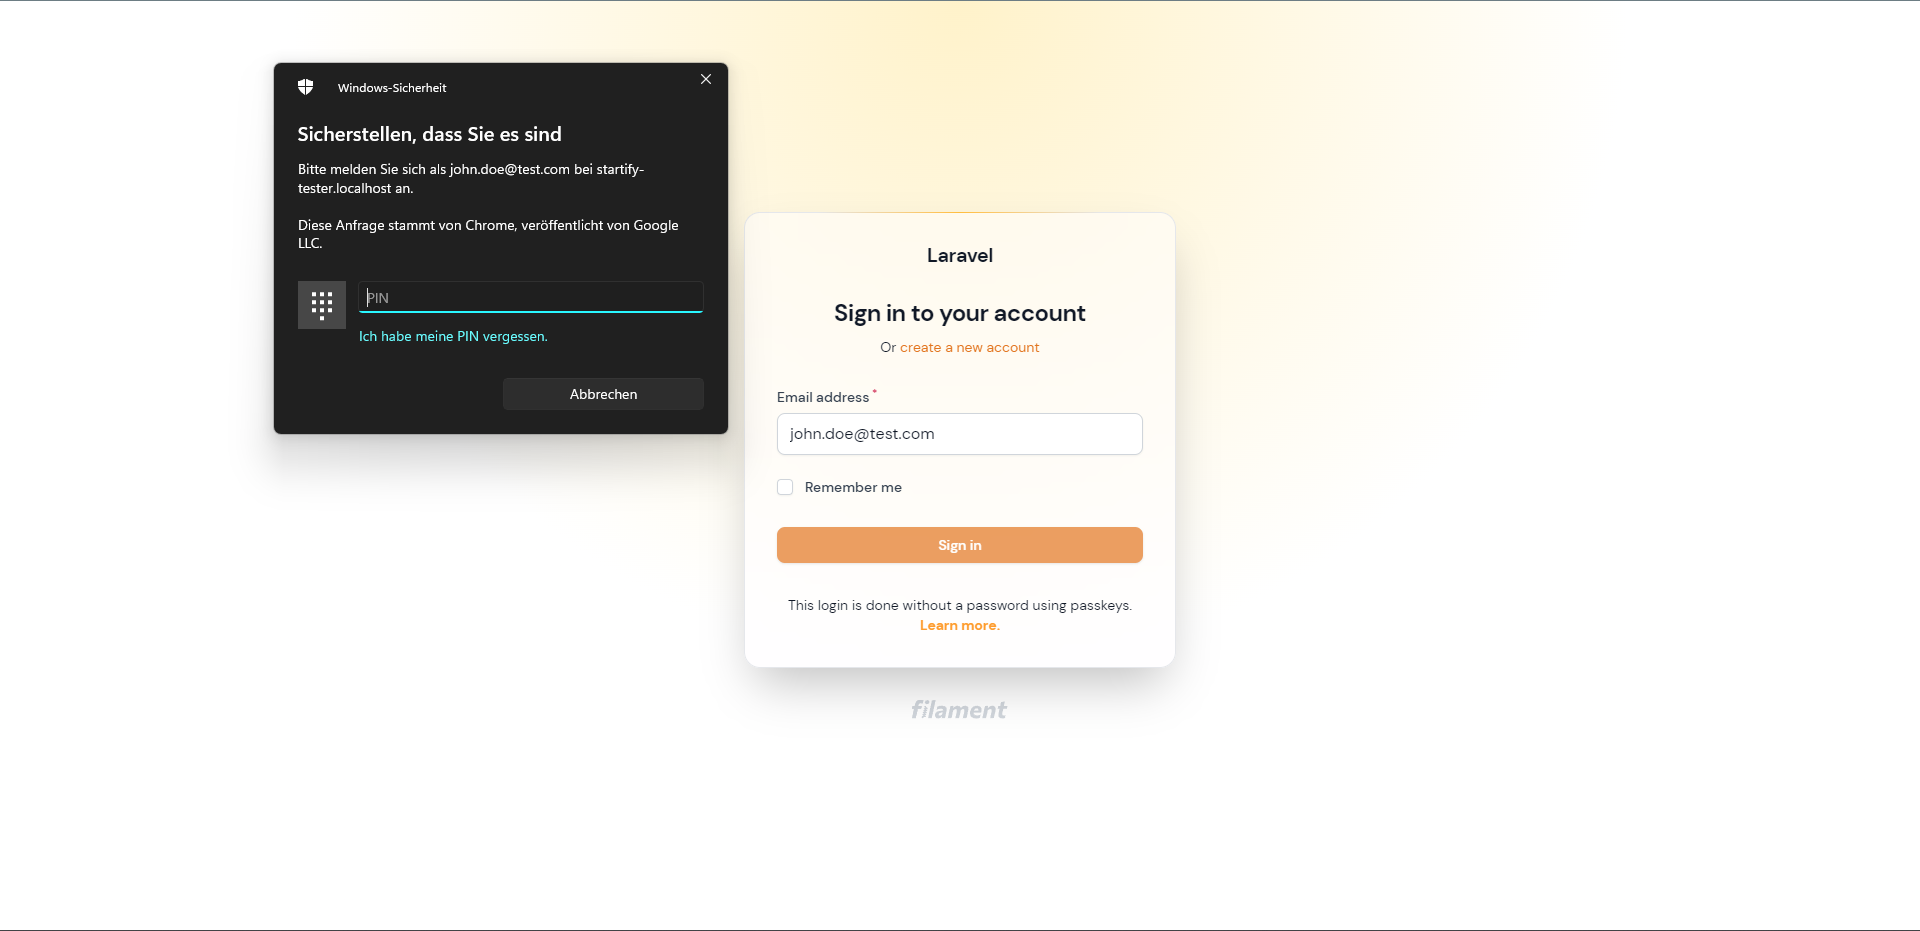 Windows-Sicherheit
Sicherstellen, dass Sie es sind
Bitte melden Sie sich als john.doe@test.com bei startify-
tester.localhost an.
Diese Anfrage stammt von Chrome, veröffentlicht von Google
LLC.
PIN
Ich habe meine PIN vergessen.
Abbrechen
Laravel
Sign in to your account
Or create a new account
Email address*
john.doe@test.com
Remember me
Sign in
This login is done without a password using passkeys.
Learn more.
filament